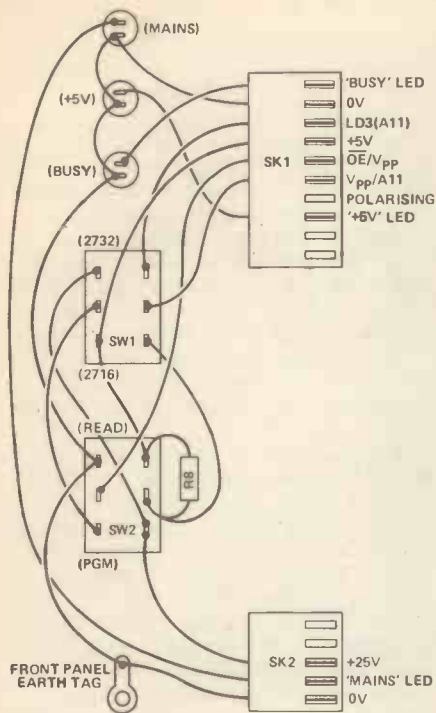 (MAINS)
(+5V)
(BUSY)
'BUSY' LED
0V
LD3(A11)
+5V
SK1
OE/VPP
VPP/A11
POLARISING
'+5V' LED
(2732)
SW1
(2716)
(READ)
R8
SW2
(PGM)
FRONT PANEL
EARTH TAG
SK2
+25V
'MAINS' LED
0V